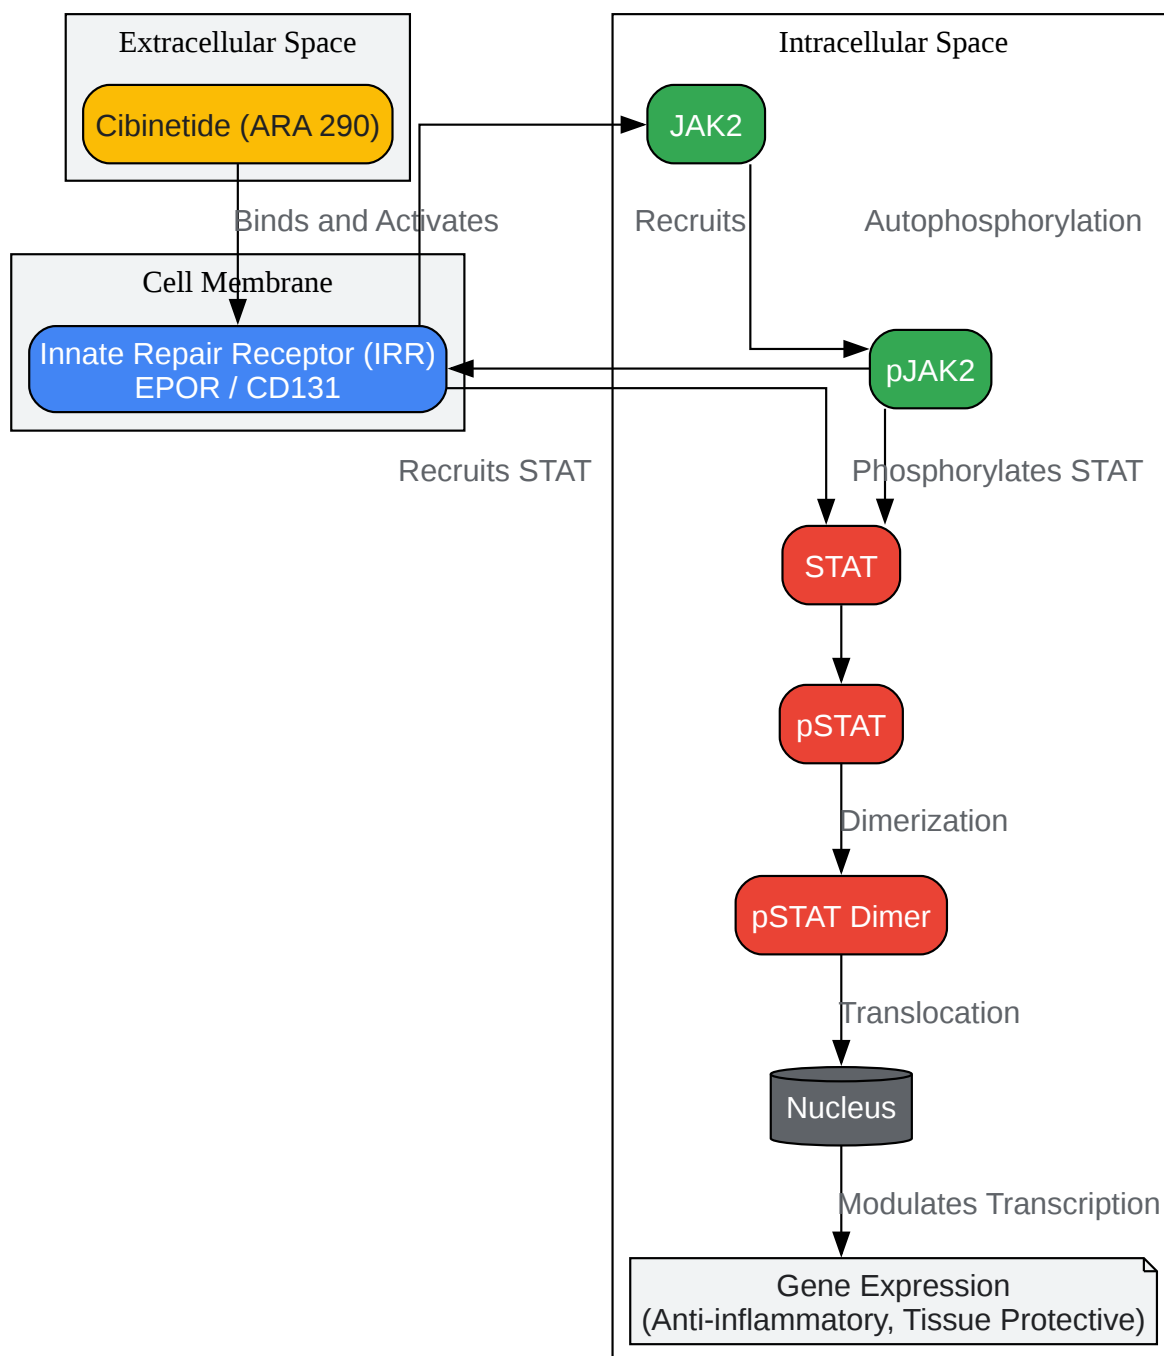 Extracellular Space
Intracellular Space
Cibinetide (ARA 290)
JAK2
Binds and Activates
Recruits
Autophosphorylation
Cell Membrane
Innate Repair Receptor (IRR)
EPOR / CD131
pJAK2
Recruits STAT
Phosphorylates STAT
STAT
pSTAT
Dimerization
pSTAT Dimer
Translocation
Nucleus
Modulates Transcription
Gene Expression
(Anti-inflammatory, Tissue Protective)